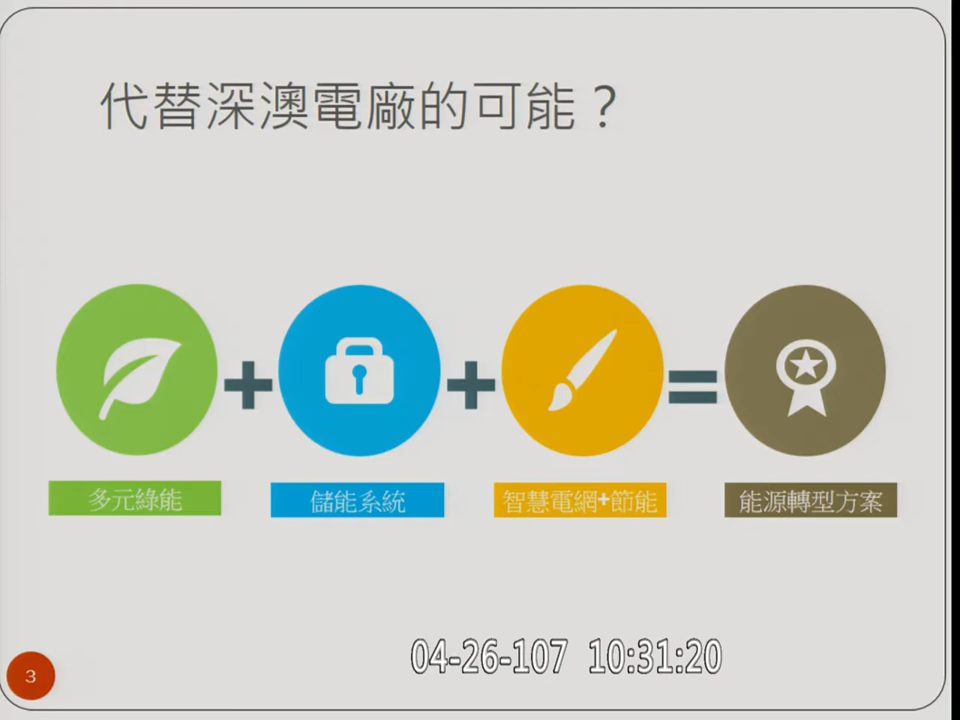 代替深澳電廠的可能？
多元綠能
儲能系統
智慧電網+節能
能源轉型方案
04-26-107 10:31:20
3